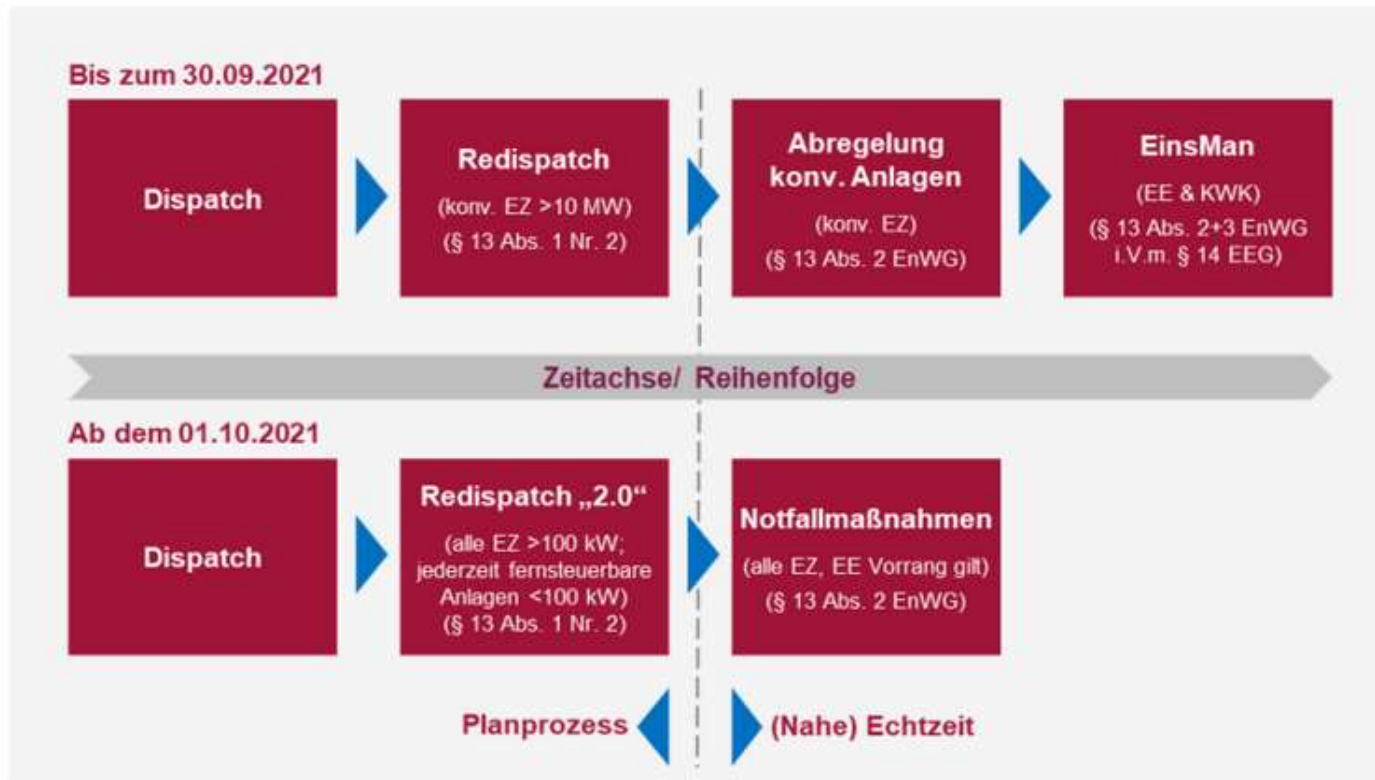 Bis zum 30.09.2021
Dispatch
Redispatch
(konv. EZ >10 MW)
(§ 13 Abs. 1 Nr. 2)
Abregelung
konv. Anlagen
(konv. EZ)
(§ 13 Abs. 2 EnWG)
EinsMan
(EE & KWK)
(§ 13 Abs. 2+3 EnWG
i.V.m. § 14 EEG)
Zeitachse/ Reihenfolge
Ab dem 01.10.2021
Dispatch
Redispatch „2.0“
(alle EZ >100 kW;
jederzeit fernsteuerbare
Anlagen <100 kW)
(§ 13 Abs. 1 Nr. 2)
Notfallmaßnahmen
(alle EZ, EE Vorrang gilt)
(§ 13 Abs. 2 EnWG)
Planprozess
(Nahe) Echtzeit